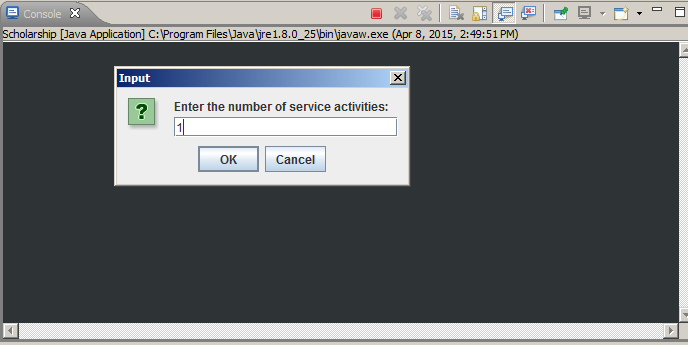 Console
Scholarship [Java Application] C:\Program Files\Java\jre1.8.0_25\bin\javaw.exe (Apr 8, 2015, 2:49:51 PM)
Input
?
Enter the number of service activities:
1
OK Cancel